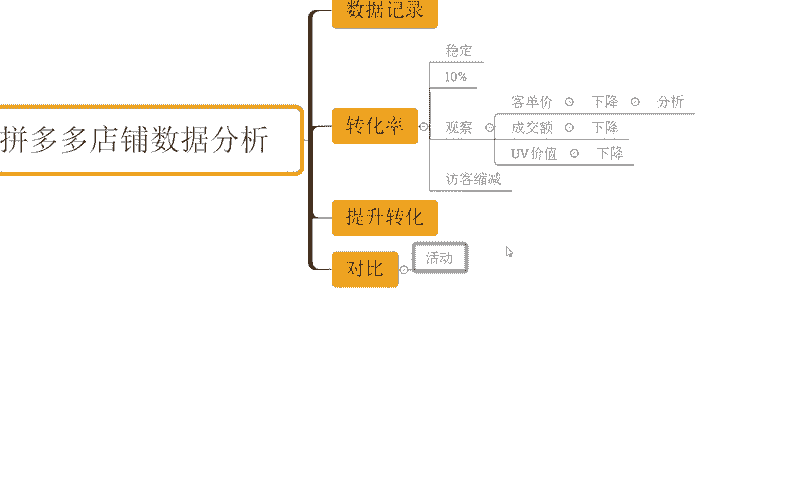 拼多多店铺数据分析
数据记录
转化率
稳定
10%
观察
客单价 下降 分析
成交额 下降
UV价值 下降
访客缩减
提升转化
对比
活动